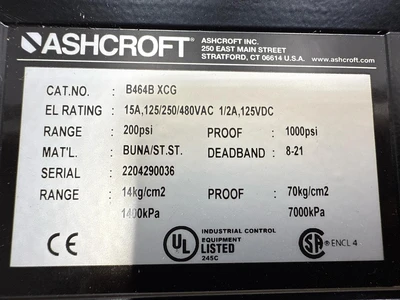 ASHCROFT
ASHCROFT INC.
250 EAST MAIN STREET
STRATFORD, CT 06614 U.S.A. www.ashcroft.com
CAT.NO. : B464B XCG
EL RATING : 15A,125/250/480VAC 1/2A,125VDC
RANGE : 200psi PROOF : 1000psi
MAT'L. : BUNA/ST.ST. DEADBAND : 8-21
SERIAL : 2204290036
RANGE : 14kg/cm2 PROOF : 70kg/cm2
1400kPa 7000kPa
CE UL INDUSTRIAL CONTROL
EQUIPMENT
LISTED
245C
SA ENCL 4